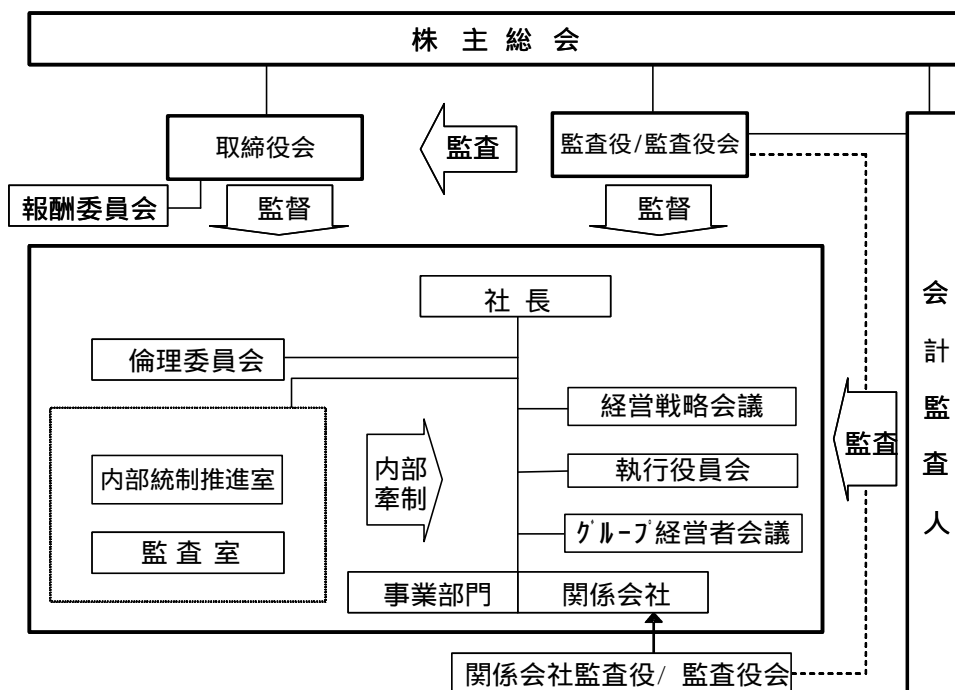 株 主 総 会
取締役会
監査
監査役/監査役会
報酬委員会
監督
監督
社 長
倫理委員会
経営戦略会議
内部統制推進室
内部
牽制
執行役員会
監 査 室
ｸﾞﾙｰﾌﾟ経営者会議
事業部門
関係会社
監査
会
計
監
査
人
関係会社監査役/ 監査役会